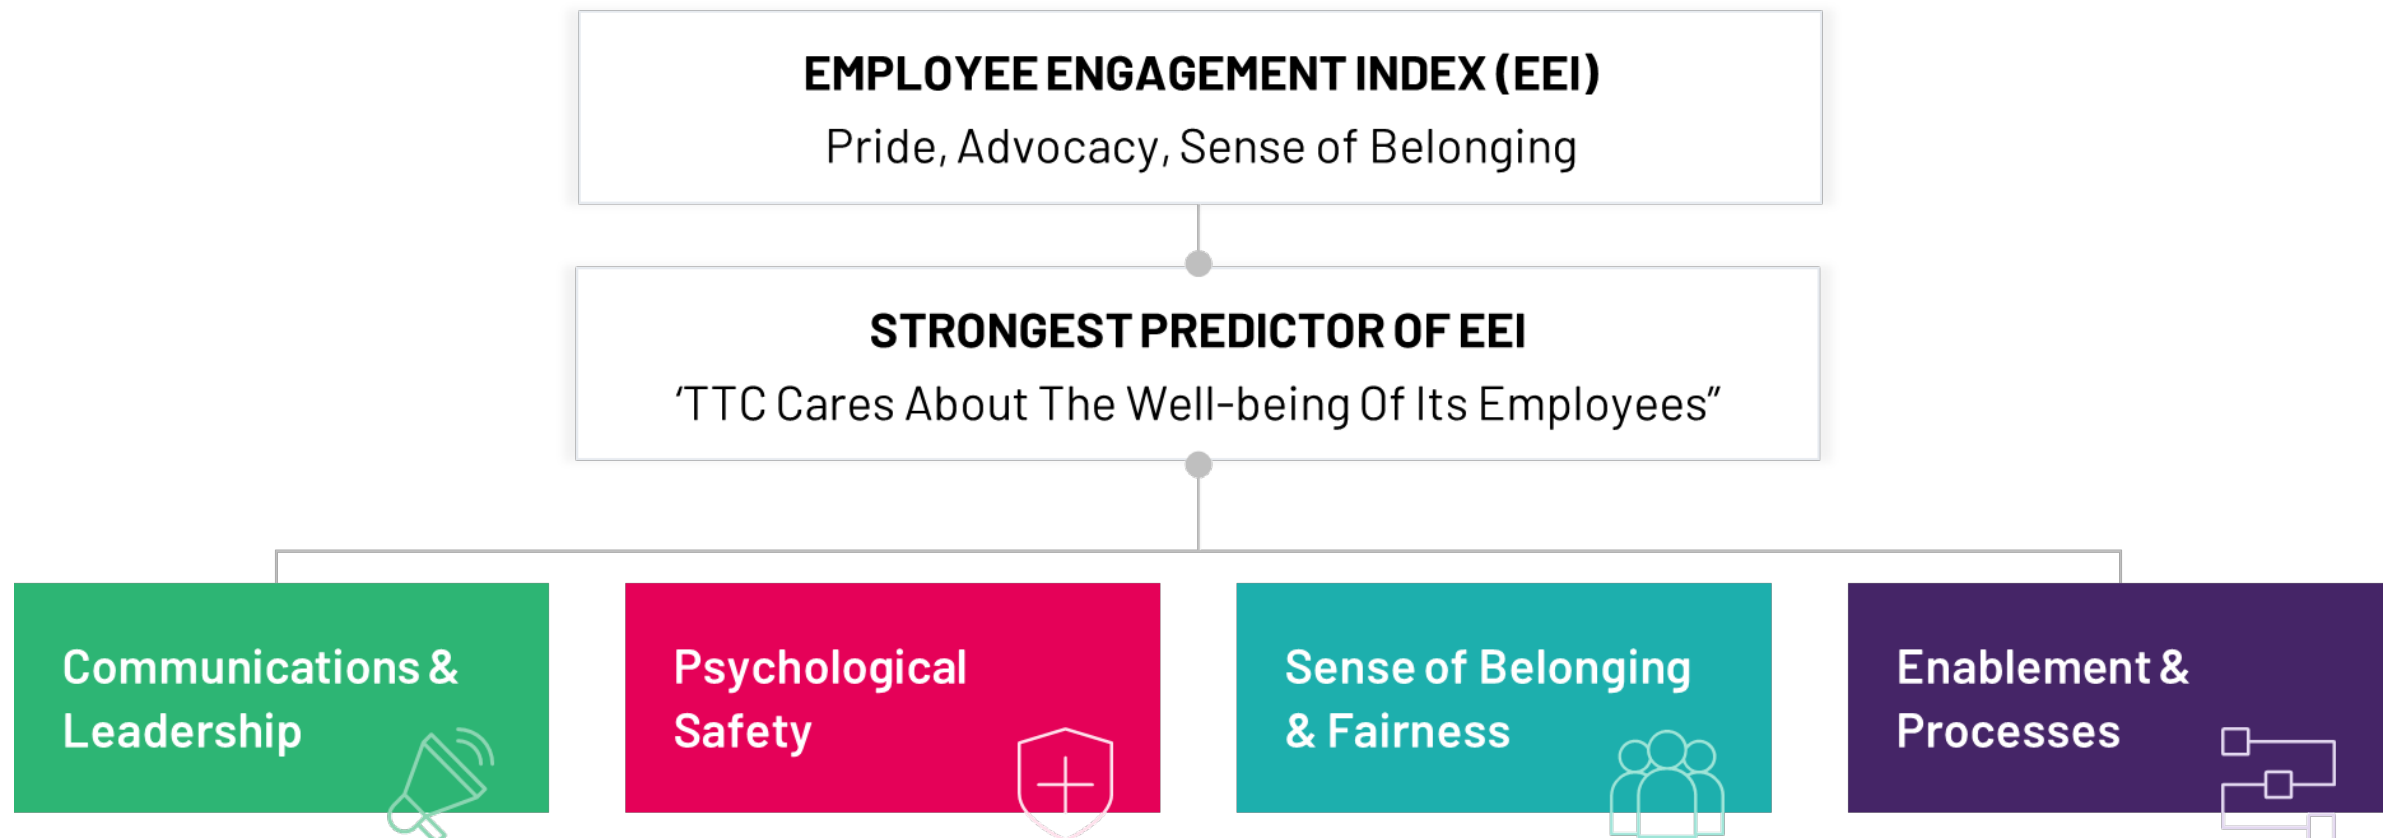 EMPLOYEE ENGAGEMENT INDEX (EEI)
Pride, Advocacy, Sense of Belonging
STRONGEST PREDICTOR OF EEI
‘TTC Cares About The Well-being Of Its Employees”
Communications &
Leadership
Psychological
Safety
Sense of Belonging
& Fairness
Enablement &
Processes